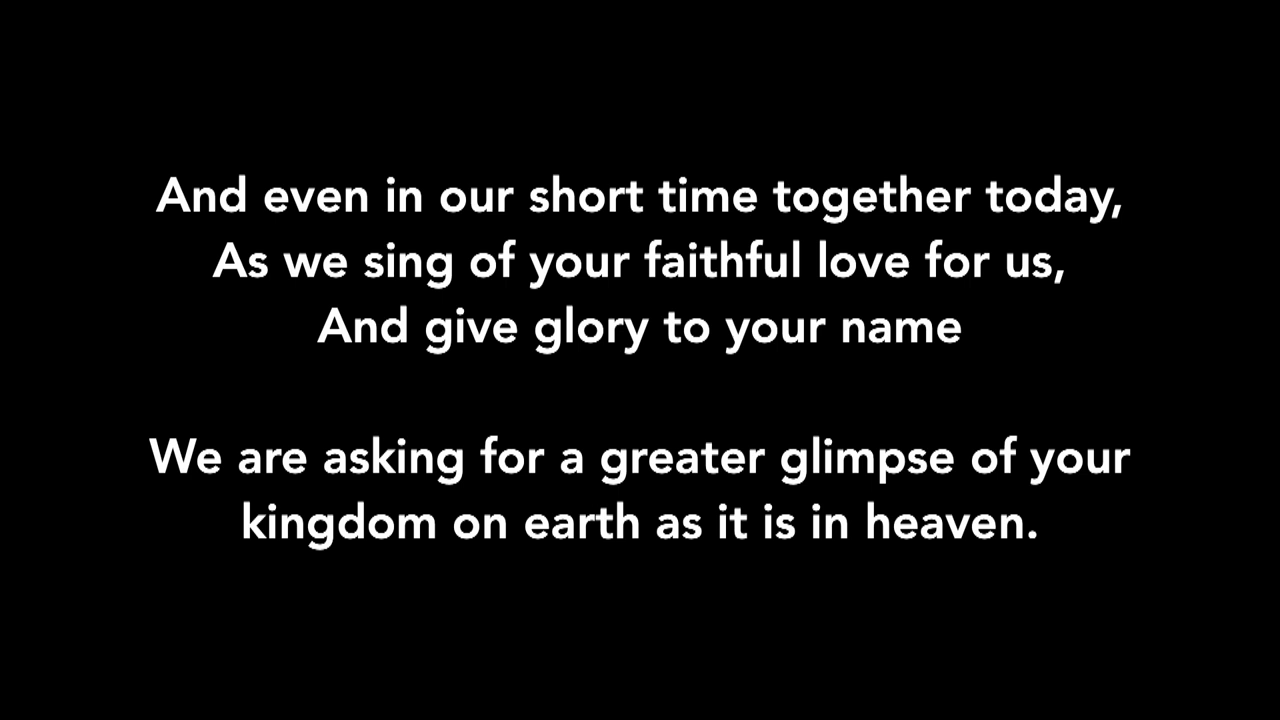 And even in our short time together today,
As we sing of your faithful love for us,
And give glory to your name
We are asking for a greater glimpse of your
kingdom on earth as it is in heaven.